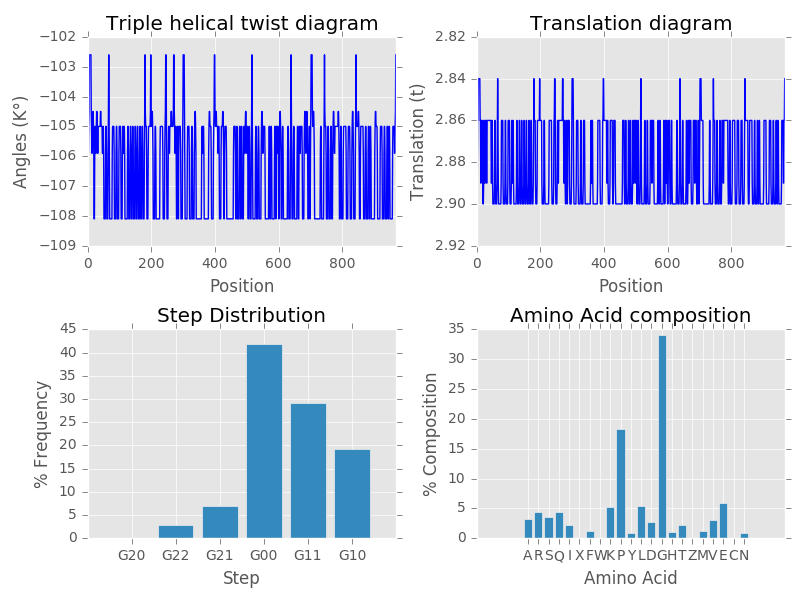 Triple helical twist diagram
−102
−103
−104
−105
−106
−107
−108
−109
Angles (K°)
0 200 400 600 800
Position
Translation diagram
2.82
2.84
2.86
2.88
2.90
2.92
Translation (t)
0 200 400 600 800
Position
Step Distribution
45
40
35
30
25
20
15
10
5
0
% Frequency
G20 G22 G21 G00 G11 G10
Step
Amino Acid composition
35
30
25
20
15
10
5
0
% Composition
A R S Q I X F W K P Y L D G H T Z M V E C N
Amino Acid